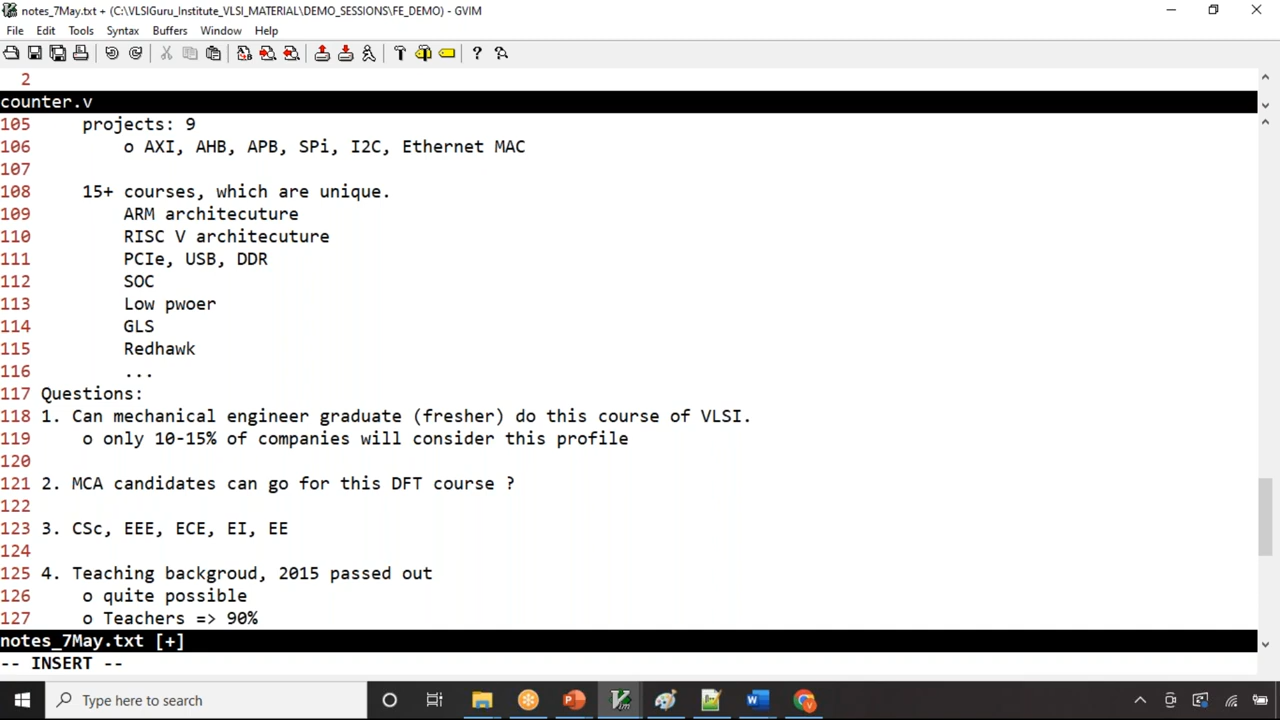 notes_7May.txt + (C:\VLSIGuru_Institute_VLSI_MATERIAL\DEMO_SESSIONS\FE_DEMO) - GVIM
File Edit Tools Syntax Buffers Window Help
2
counter.v
105 projects: 9
106 o AXI, AHB, APB, SPi, I2C, Ethernet MAC
107
108 15+ courses, which are unique.
109 ARM architecuture
110 RISC V architecuture
111 PCIe, USB, DDR
112 SOC
113 Low pwoer
114 GLS
115 Redhawk
116 ...
117 Questions:
118 1. Can mechanical engineer graduate (fresher) do this course of VLSI.
119 o only 10-15% of companies will consider this profile
120
121 2. MCA candidates can go for this DFT course ?
122
123 3. CSc, EEE, ECE, EI, EE
124
125 4. Teaching backgroud, 2015 passed out
126 o quite possible
127 o Teachers => 90%
notes_7May.txt [+]
-- INSERT --
Type here to search